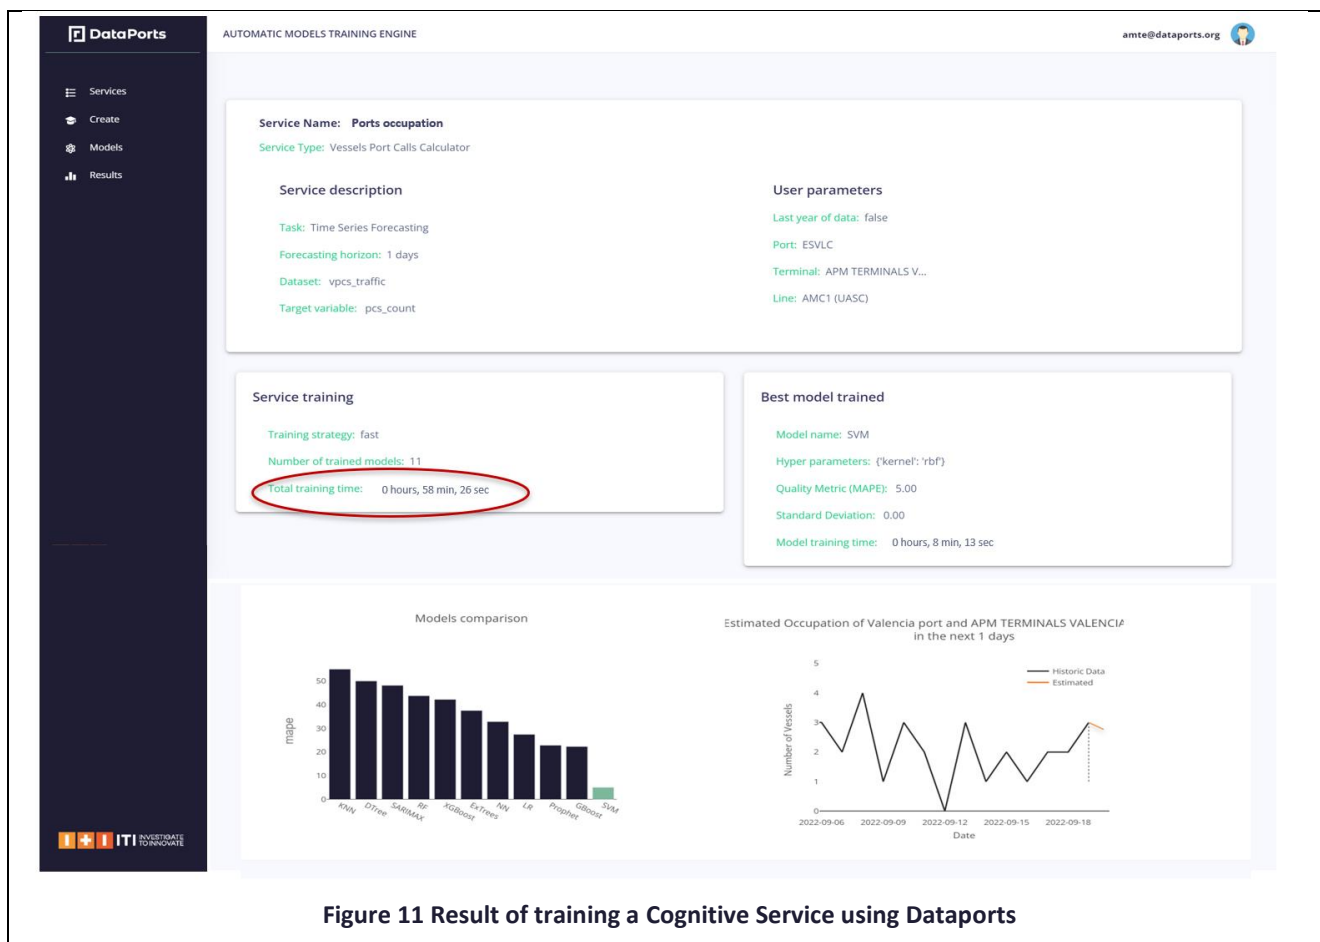 DataPorts
AUTOMATIC MODELS TRAINING ENGINE
amte@dataports.org
Services
Create
Models
Results
Service Name: Ports occupation
Service Type: Vessels Port Calls Calculator
Service description
Task: Time Series Forecasting
Forecasting horizon: 1 days
Dataset: vpcs_traffic
Target variable: pcs_count
User parameters
Last year of data: false
Port: ESVLC
Terminal: APM TERMINALS V...
Line: AMC1 (UASC)
Service training
Training strategy: fast
Number of trained models: 11
Total training time: 0 hours, 58 min, 26 sec
Best model trained
Model name: SVM
Hyper parameters: {'kernel': 'rbf'}
Quality Metric (MAPE): 5.00
Standard Deviation: 0.00
Model training time: 0 hours, 8 min, 13 sec
Models comparison
mape
50
40
30
20
10
0
KNN DTree SARIMAX RF XGBoost ExTrees NN LR Prophet GBoost SVM
Estimated Occupation of Valencia port and APM TERMINALS VALENCIA
in the next 1 days
Number of Vessels
5
4
3
2
1
0
Historic Data
Estimated
2022-09-06 2022-09-09 2022-09-12 2022-09-15 2022-09-18
Date
I + I ITI INVESTIGATE
TO INNOVATE
Figure 11 Result of training a Cognitive Service using Dataports